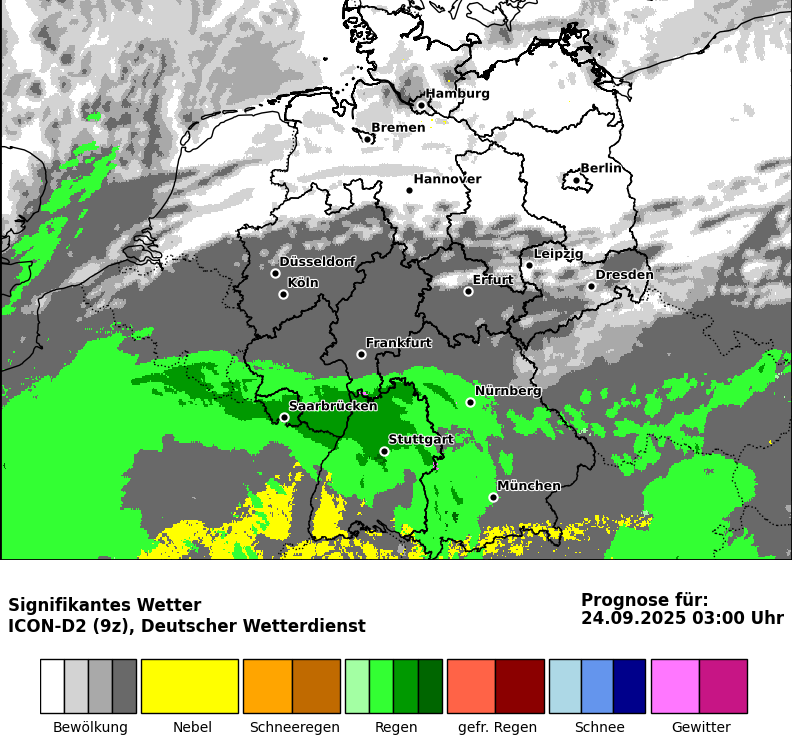 Hamburg
Bremen
Berlin
Hannover
Düsseldorf
Köln
Leipzig
Erfurt
Dresden
Frankfurt
Saarbrücken
Nürnberg
Stuttgart
München
Signifikantes Wetter
ICON-D2 (9z), Deutscher Wetterdienst
Prognose für:
24.09.2025 03:00 Uhr
Bewölkung Nebel Schneeregen Regen gefr. Regen Schnee Gewitter